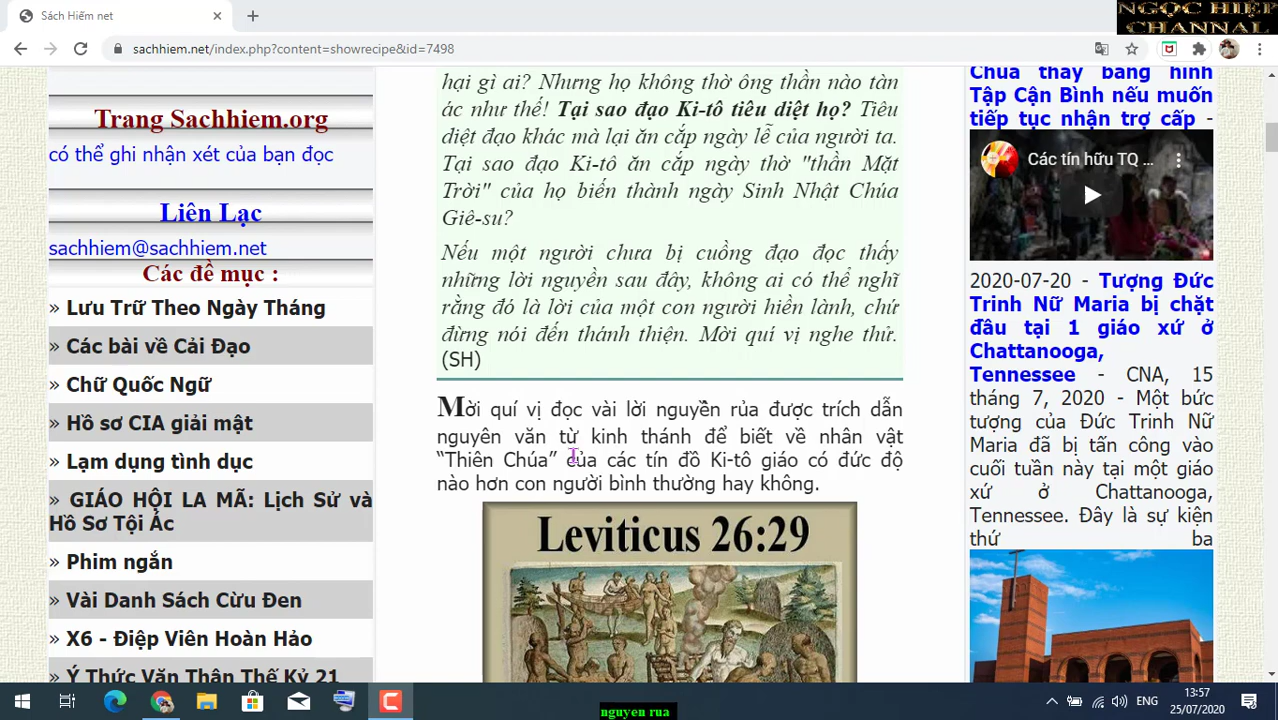 Sách Hiếm net
NGỌC HIỆP
CHANNAL
sachhiem.net/index.php?content=showrecipe&id=7498
Trang Sachhiem.org
có thể ghi nhận xét của bạn đọc
Liên Lạc
sachhiem@sachhiem.net
Các đề mục :
» Lưu Trữ Theo Ngày Tháng
» Các bài về Cải Đạo
» Chữ Quốc Ngữ
» Hồ sơ CIA giải mật
» Lạm dụng tình dục
» GIÁO HỘI LA MÃ: Lịch Sử và
Hồ Sơ Tội Ác
» Phim ngắn
» Vài Danh Sách Cừu Đen
» X6 - Điệp Viên Hoàn Hảo
» Ý Thức Văn Thân Thế Kỷ 21
hại gì ai? Nhưng họ không thờ ông thần nào tàn
ác như thế! Tại sao đạo Ki-tô tiêu diệt họ? Tiêu
diệt đạo khác mà lại ăn cắp ngày lễ của người ta.
Tại sao đạo Ki-tô ăn cắp ngày thờ "thần Mặt
Trời" của họ biến thành ngày Sinh Nhật Chúa
Giê-su?
Nếu một người chưa bị cuồng đạo đọc thấy
những lời nguyền sau đây, không ai có thể nghĩ
rằng đó là lời của một con người hiền lành, chứ
đừng nói đến thánh thiện. Mời quí vị nghe thử.
(SH)
Mời quí vị đọc vài lời nguyền rủa được trích dẫn
nguyên văn từ kinh thánh để biết về nhân vật
“Thiên Chúa” của các tín đồ Ki-tô giáo có đức độ
nào hơn con người bình thường hay không.
Leviticus 26:29
Chúa thay bằng hình
Tập Cận Bình nếu muốn
tiếp tục nhận trợ cấp -
Các tín hữu TQ ...
2020-07-20 - Tượng Đức
Trinh Nữ Maria bị chặt
đầu tại 1 giáo xứ ở
Chattanooga,
Tennessee - CNA, 15
tháng 7, 2020 - Một bức
tượng của Đức Trinh Nữ
Maria đã bị tấn công vào
cuối tuần này tại một giáo
xứ ở Chattanooga,
Tennessee. Đây là sự kiện
thứ ba
ENG
13:57
25/07/2020
nguyen rua